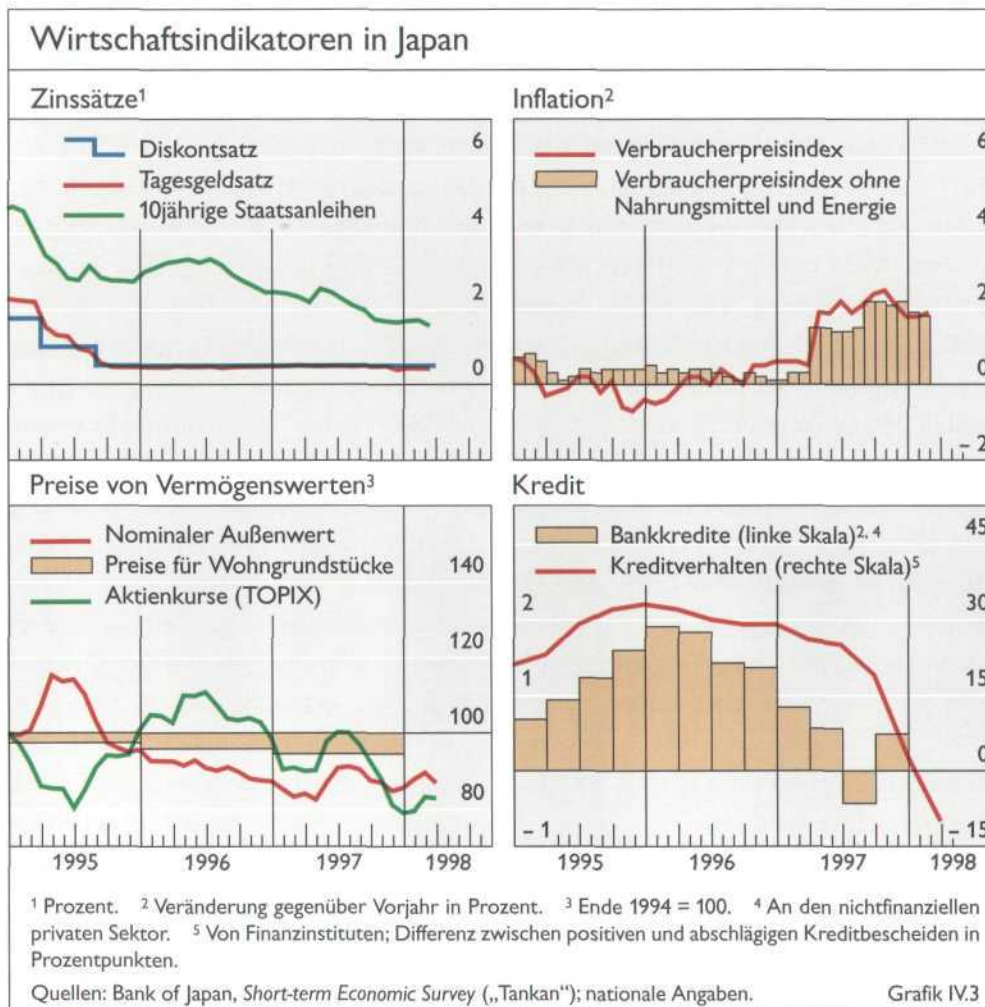 Wirtschaftsindikatoren in Japan
Zinssätze¹
Diskontsatz
Tagesgeldsatz
10jährige Staatsanleihen
6
4
2
0
Inflation²
Verbraucherpreisindex
Verbraucherpreisindex ohne
Nahrungsmittel und Energie
6
4
2
0
– 2
Preise von Vermögenswerten³
Nominaler Außenwert
Preise für Wohngrundstücke
Aktienkurse (TOPIX)
140
120
100
80
1995 1996 1997 1998
Kredit
Bankkredite (linke Skala)²,⁴
Kreditverhalten (rechte Skala)⁵
2
1
– 1
45
30
15
0
– 15
1995 1996 1997 1998
¹ Prozent. ² Veränderung gegenüber Vorjahr in Prozent. ³ Ende 1994 = 100. ⁴ An den nichtfinanziellen
privaten Sektor. ⁵ Von Finanzinstituten; Differenz zwischen positiven und abschlägigen Kreditbescheiden in
Prozentpunkten.
Quellen: Bank of Japan, Short-term Economic Survey („Tankan“); nationale Angaben. Grafik IV.3